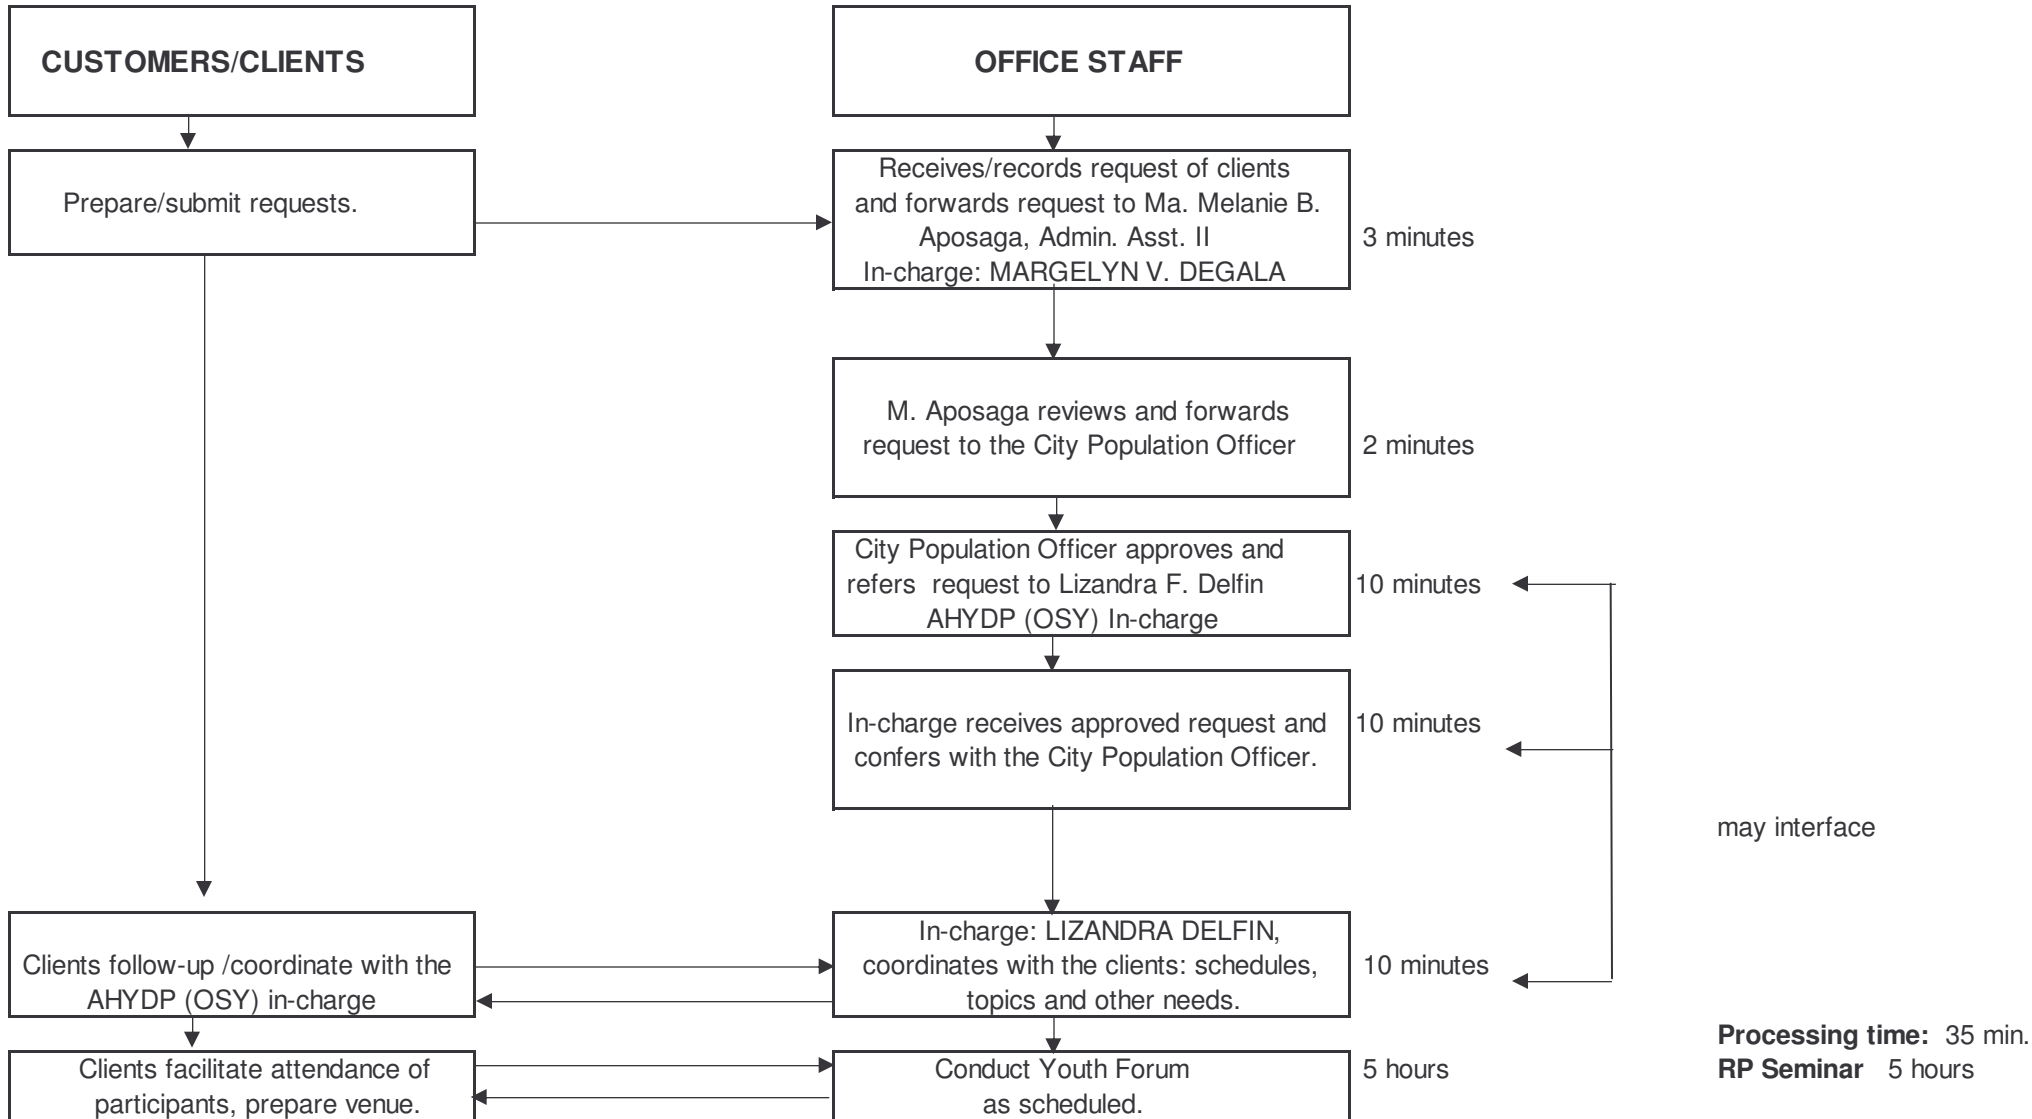 CUSTOMERS/CLIENTS
OFFICE STAFF
Prepare/submit requests.
Receives/records request of clients
and forwards request to Ma. Melanie B.
Aposaga, Admin. Asst. II
In-charge: MARGELYN V. DEGALA
3 minutes
M. Aposaga reviews and forwards
request to the City Population Officer
2 minutes
City Population Officer approves and
refers request to Lizandra F. Delfin
AHYDP (OSY) In-charge
10 minutes
In-charge receives approved request and
confers with the City Population Officer.
10 minutes
may interface
Clients follow-up /coordinate with the
AHYDP (OSY) in-charge
In-charge: LIZANDRA DELFIN,
coordinates with the clients: schedules,
topics and other needs.
10 minutes
Clients facilitate attendance of
participants, prepare venue.
Conduct Youth Forum
as scheduled.
5 hours
Processing time: 35 min.
RP Seminar 5 hours